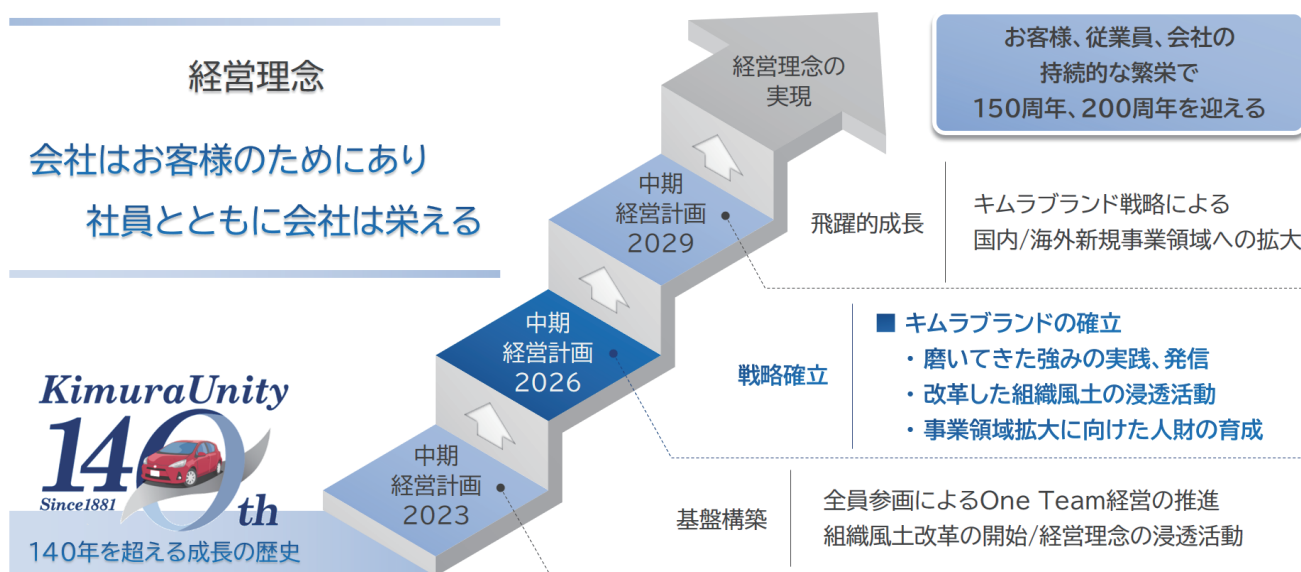 経営理念
会社はお客様のためにあり
社員とともに会社は栄える
KimuraUnity
140th
Since1881
140年を超える成長の歴史
経営理念の
実現
中期
経営計画
2029
中期
経営計画
2026
中期
経営計画
2023
お客様、従業員、会社の
持続的な繁栄で
150周年、200周年を迎える
飛躍的成長
キムラブランド戦略による
国内/海外新規事業領域への拡大
戦略確立
■ キムラブランドの確立
・磨いてきた強みの実践、発信
・改革した組織風土の浸透活動
・事業領域拡大に向けた人財の育成
基盤構築
全員参画によるOne Team経営の推進
組織風土改革の開始/経営理念の浸透活動